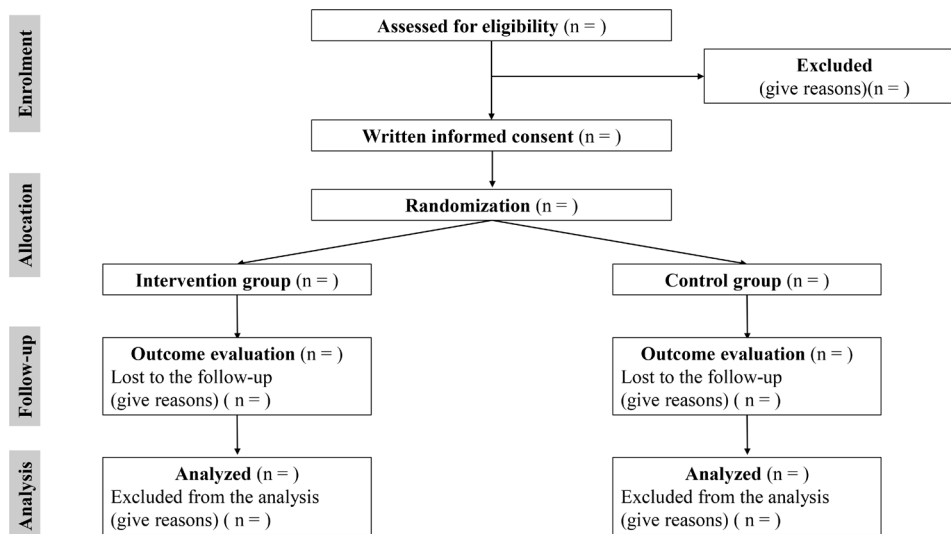 Enrolment
Assessed for eligibility (n = )
Excluded
(give reasons)(n = )
Written informed consent (n = )
Allocation
Randomization (n = )
Intervention group (n = )
Control group (n = )
Follow-up
Outcome evaluation (n = )
Lost to the follow-up
(give reasons) ( n = )
Outcome evaluation (n = )
Lost to the follow-up
(give reasons) ( n = )
Analysis
Analyzed (n = )
Excluded from the analysis
(give reasons) ( n = )
Analyzed (n = )
Excluded from the analysis
(give reasons) ( n = )